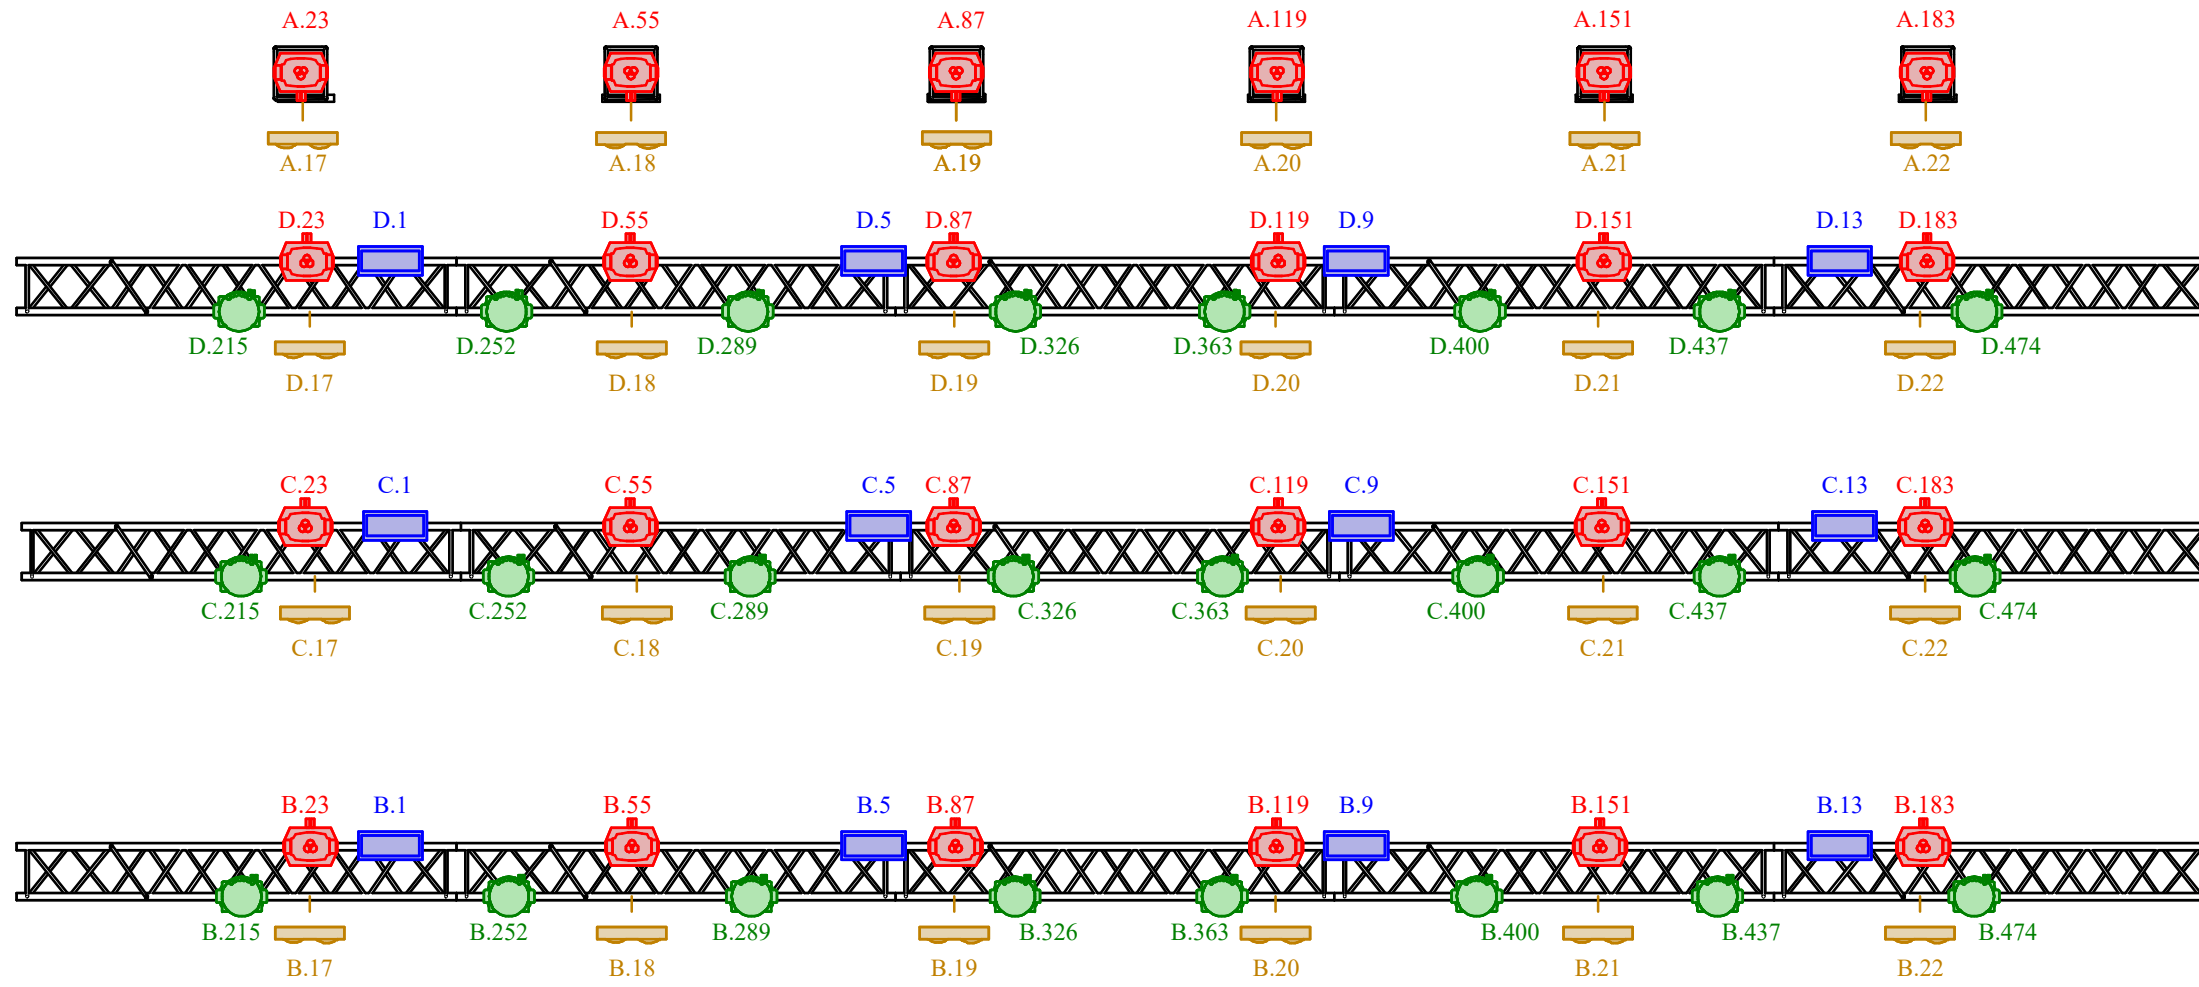 A.23 A.55 A.87 A.119 A.151 A.183
A.17 A.18 A.19 A.20 A.21 A.22
D.23 D.1 D.55 D.5 D.87 D.119 D.9 D.151 D.13 D.183
D.215 D.252 D.289 D.326 D.363 D.400 D.437 D.474
D.17 D.18 D.19 D.20 D.21 D.22
C.23 C.1 C.55 C.5 C.87 C.119 C.9 C.151 C.13 C.183
C.215 C.252 C.289 C.326 C.363 C.400 C.437 C.474
C.17 C.18 C.19 C.20 C.21 C.22
B.23 B.1 B.55 B.5 B.87 B.119 B.9 B.151 B.13 B.183
B.215 B.252 B.289 B.326 B.363 B.400 B.437 B.474
B.17 B.18 B.19 B.20 B.21 B.22